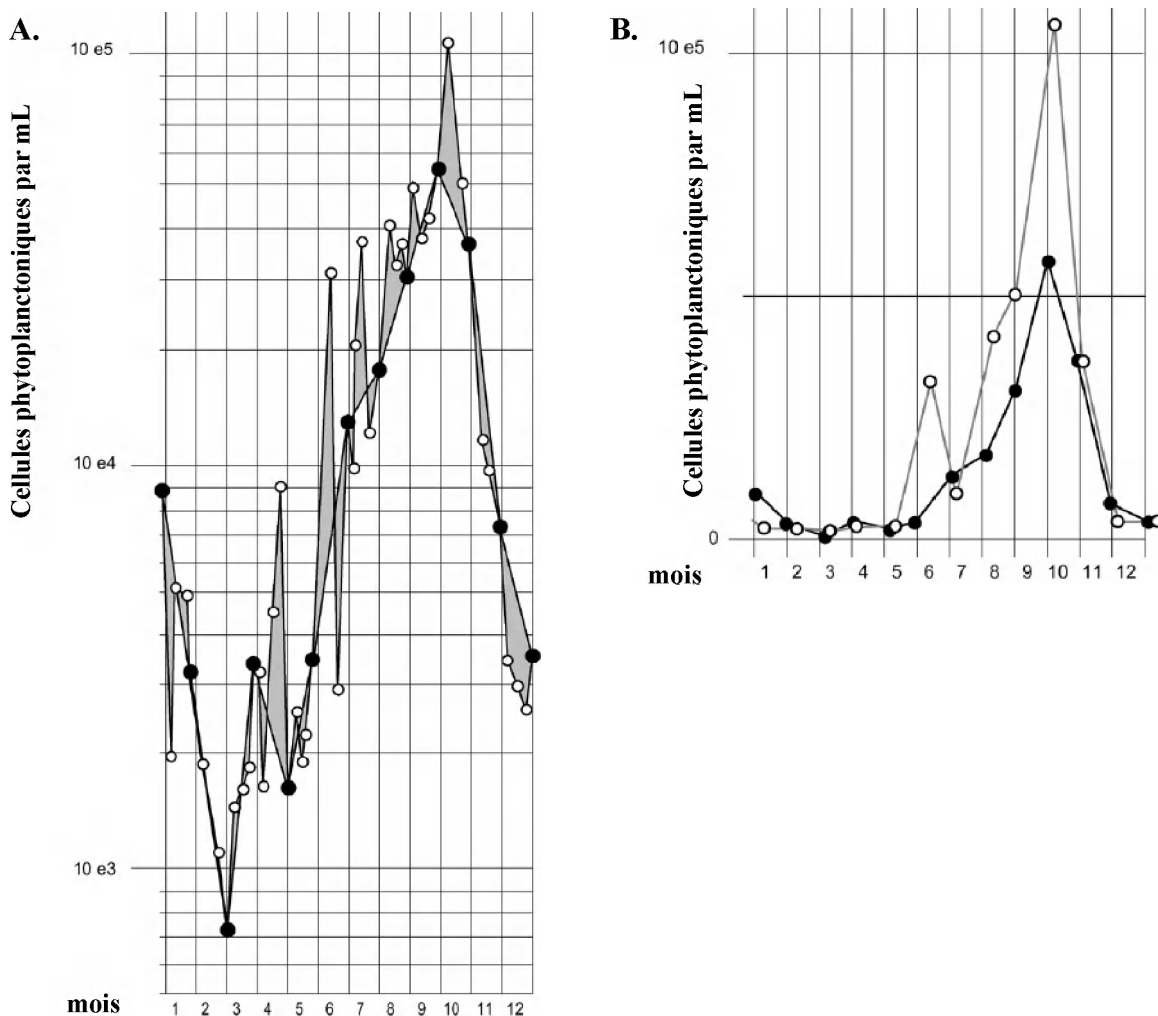 A.
Cellules phytoplanctoniques par mL
10 e5
10 e4
10 e3
mois
1 2 3 4 5 6 7 8 9 10 11 12
B.
Cellules phytoplanctoniques par mL
10 e5
0
mois
1 2 3 4 5 6 7 8 9 10 11 12